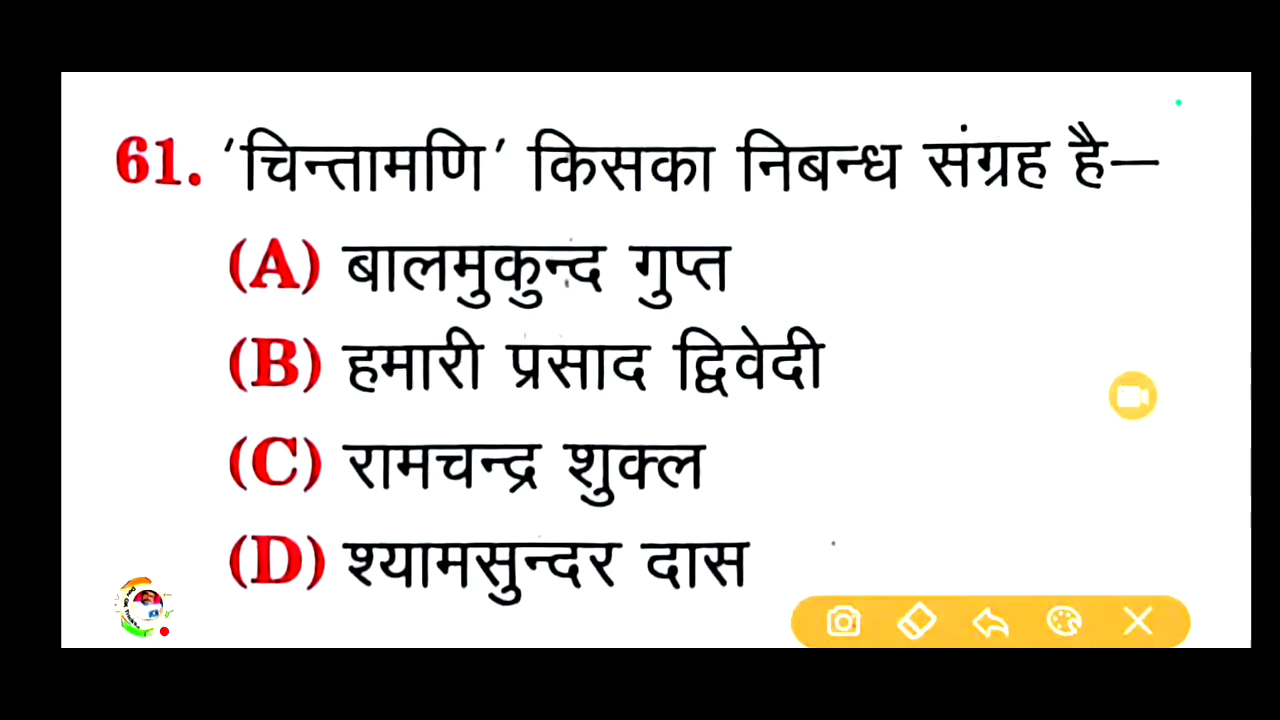 61. 'चिन्तामणि' किसका निबन्ध संग्रह है—
(A) बालमुकुन्द गुप्त
(B) हमारी प्रसाद द्विवेदी
(C) रामचन्द्र शुक्ल
(D) श्यामसुन्दर दास